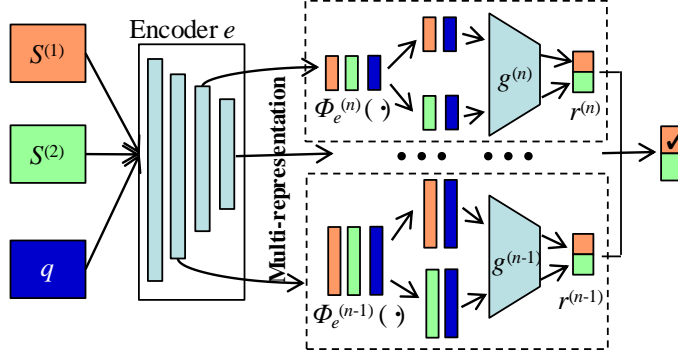 Encoder e
S(1)
S(2)
q
Multi-representation
Φe(n)(·)
g(n)
r(n)
✓
Φe(n-1)(·)
g(n-1)
r(n-1)